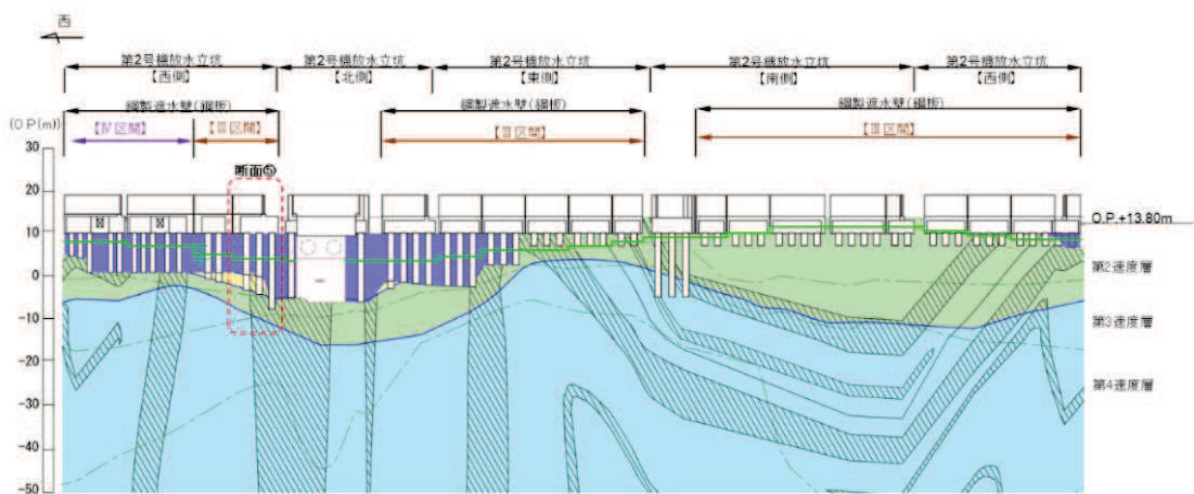 西
第2号機放水立坑
【西側】
第2号機放水立坑
【北側】
第2号機放水立坑
【東側】
第2号機放水立坑
【南側】
第2号機放水立坑
【西側】
鋼製遮水壁(鋼板)
鋼製遮水壁(鋼板)
鋼製遮水壁(鋼板)
(O P(m))
【Ⅳ区間】
【Ⅲ区間】
【Ⅲ区間】
【Ⅲ区間】
断面⑤
30
20
10
0
-10
-20
-30
-40
-50
O.P.+13.80m
第2速度層
第3速度層
第4速度層